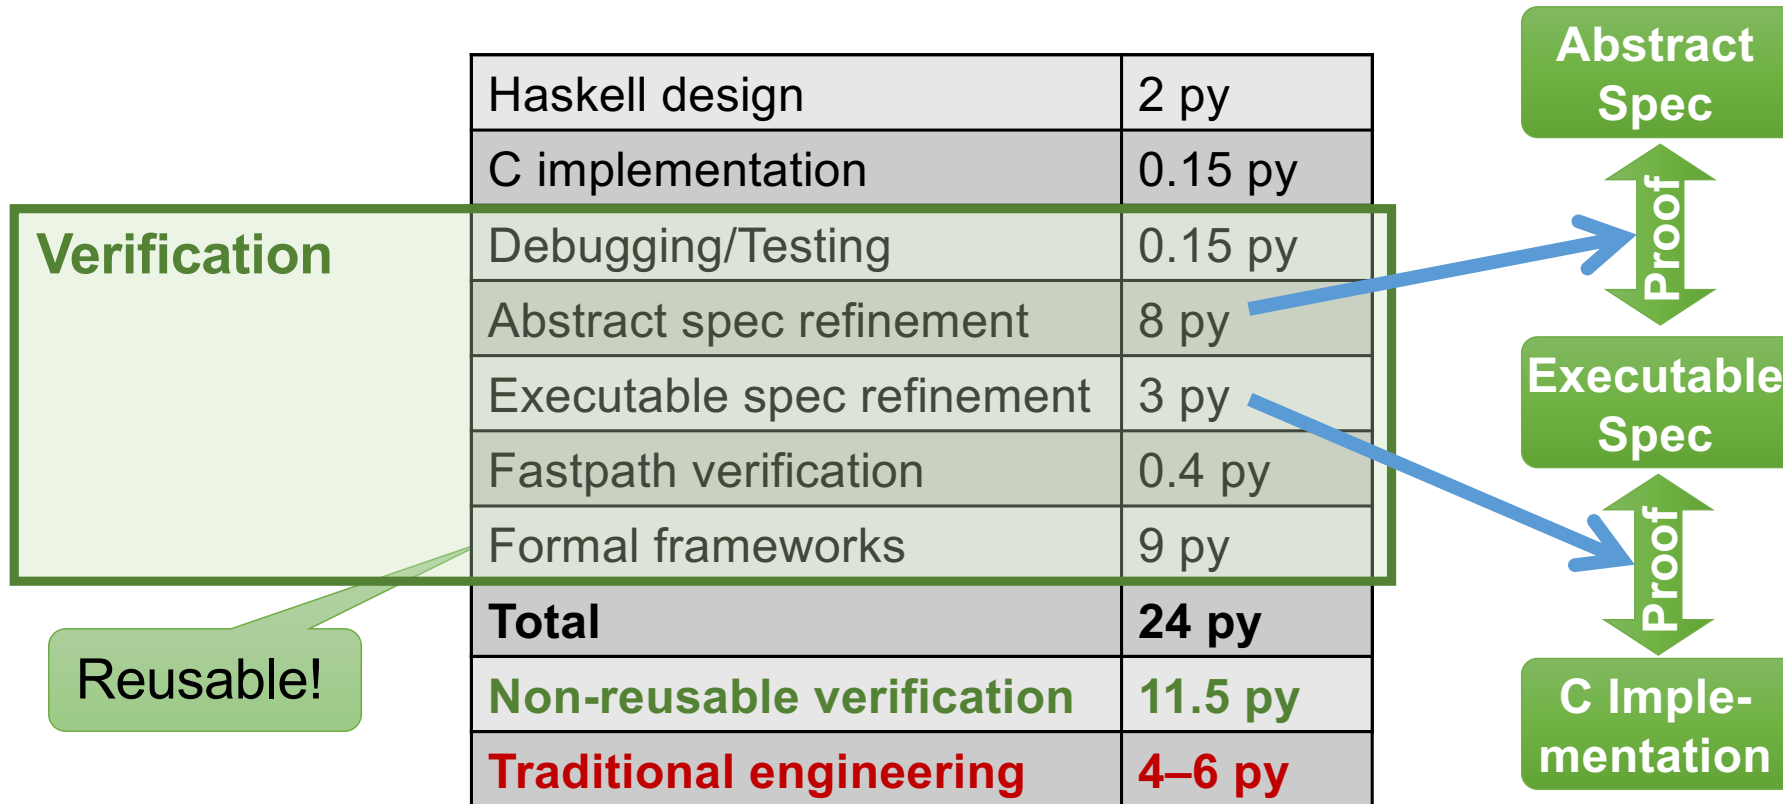 Haskell design 2 py
C implementation 0.15 py
Verification
Debugging/Testing 0.15 py
Abstract spec refinement 8 py
Executable spec refinement 3 py
Fastpath verification 0.4 py
Formal frameworks 9 py
Total 24 py
Non-reusable verification 11.5 py
Traditional engineering 4–6 py
Reusable!
Abstract
Spec
Proof
Executable
Spec
Proof
C Imple-
mentation